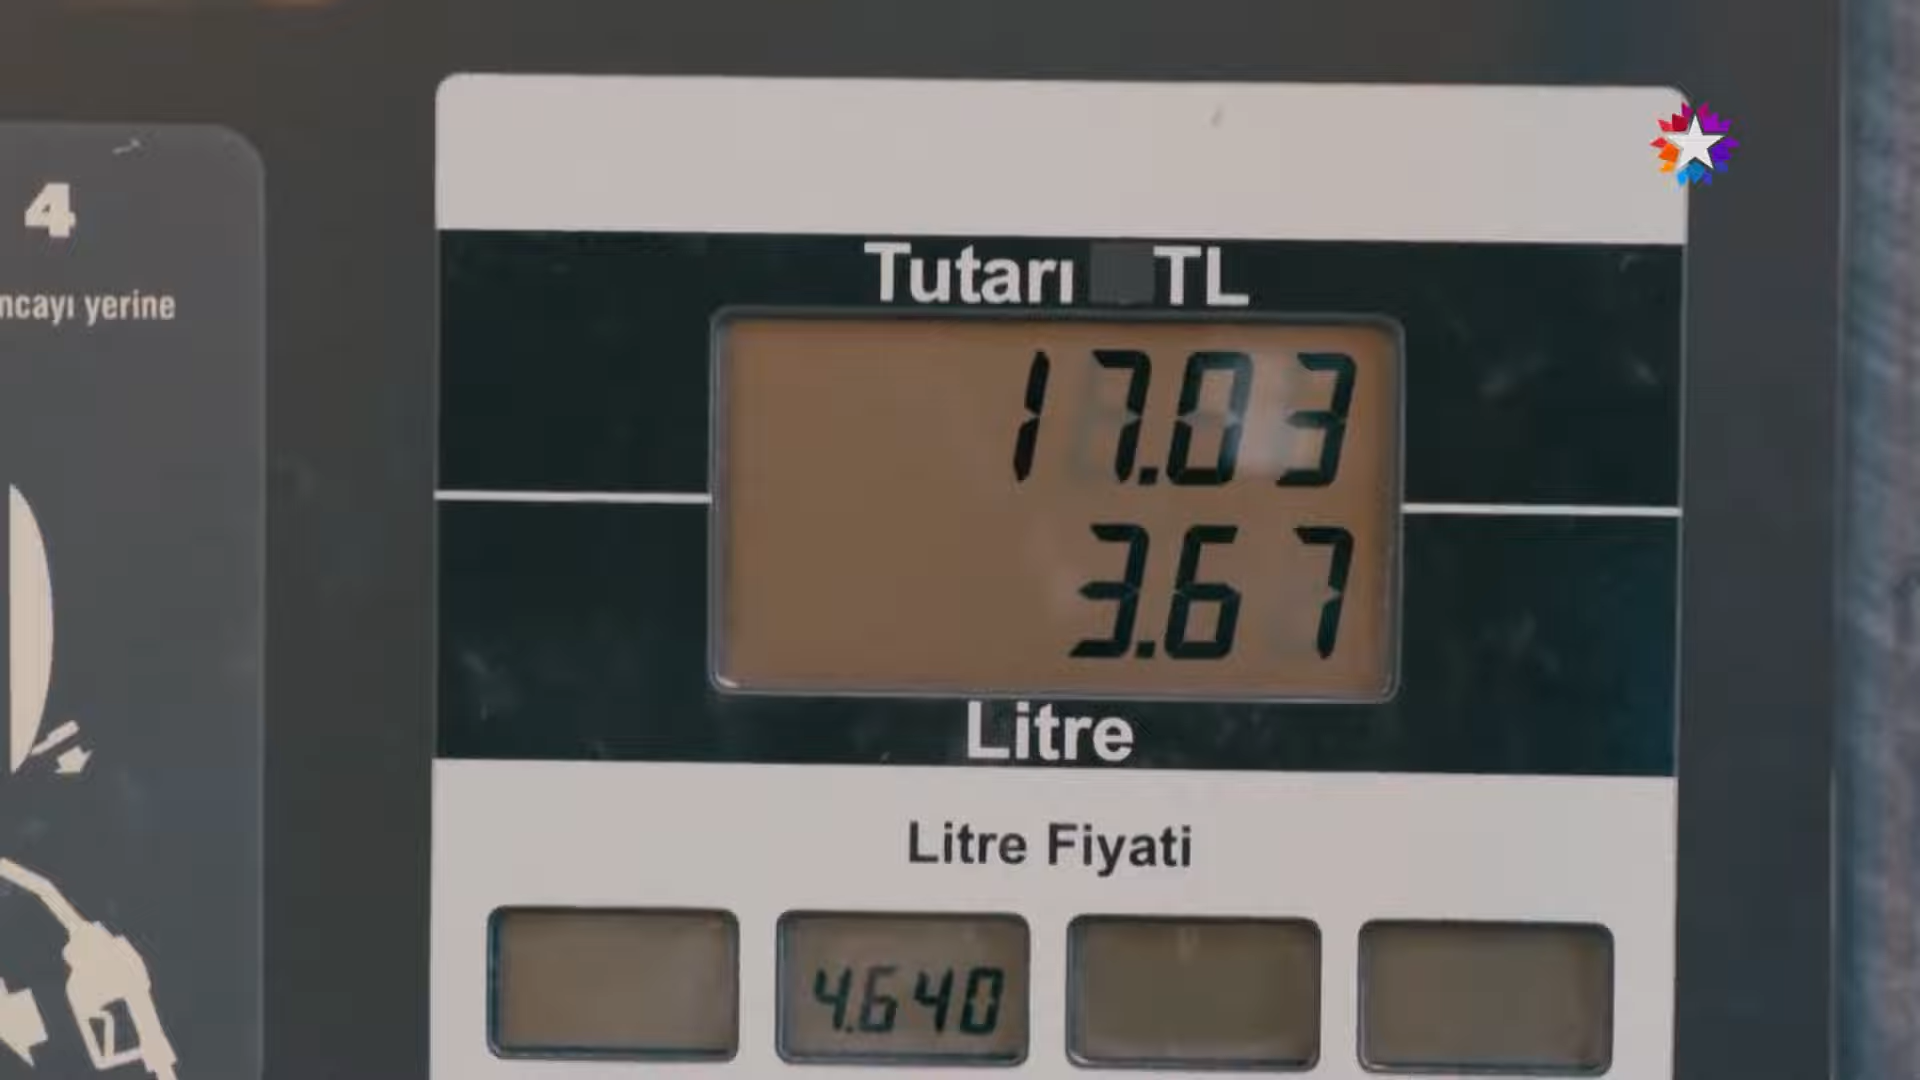 4
ncayı yerine
Tutarı TL
17.03
3.67
Litre
Litre Fiyati
4.640